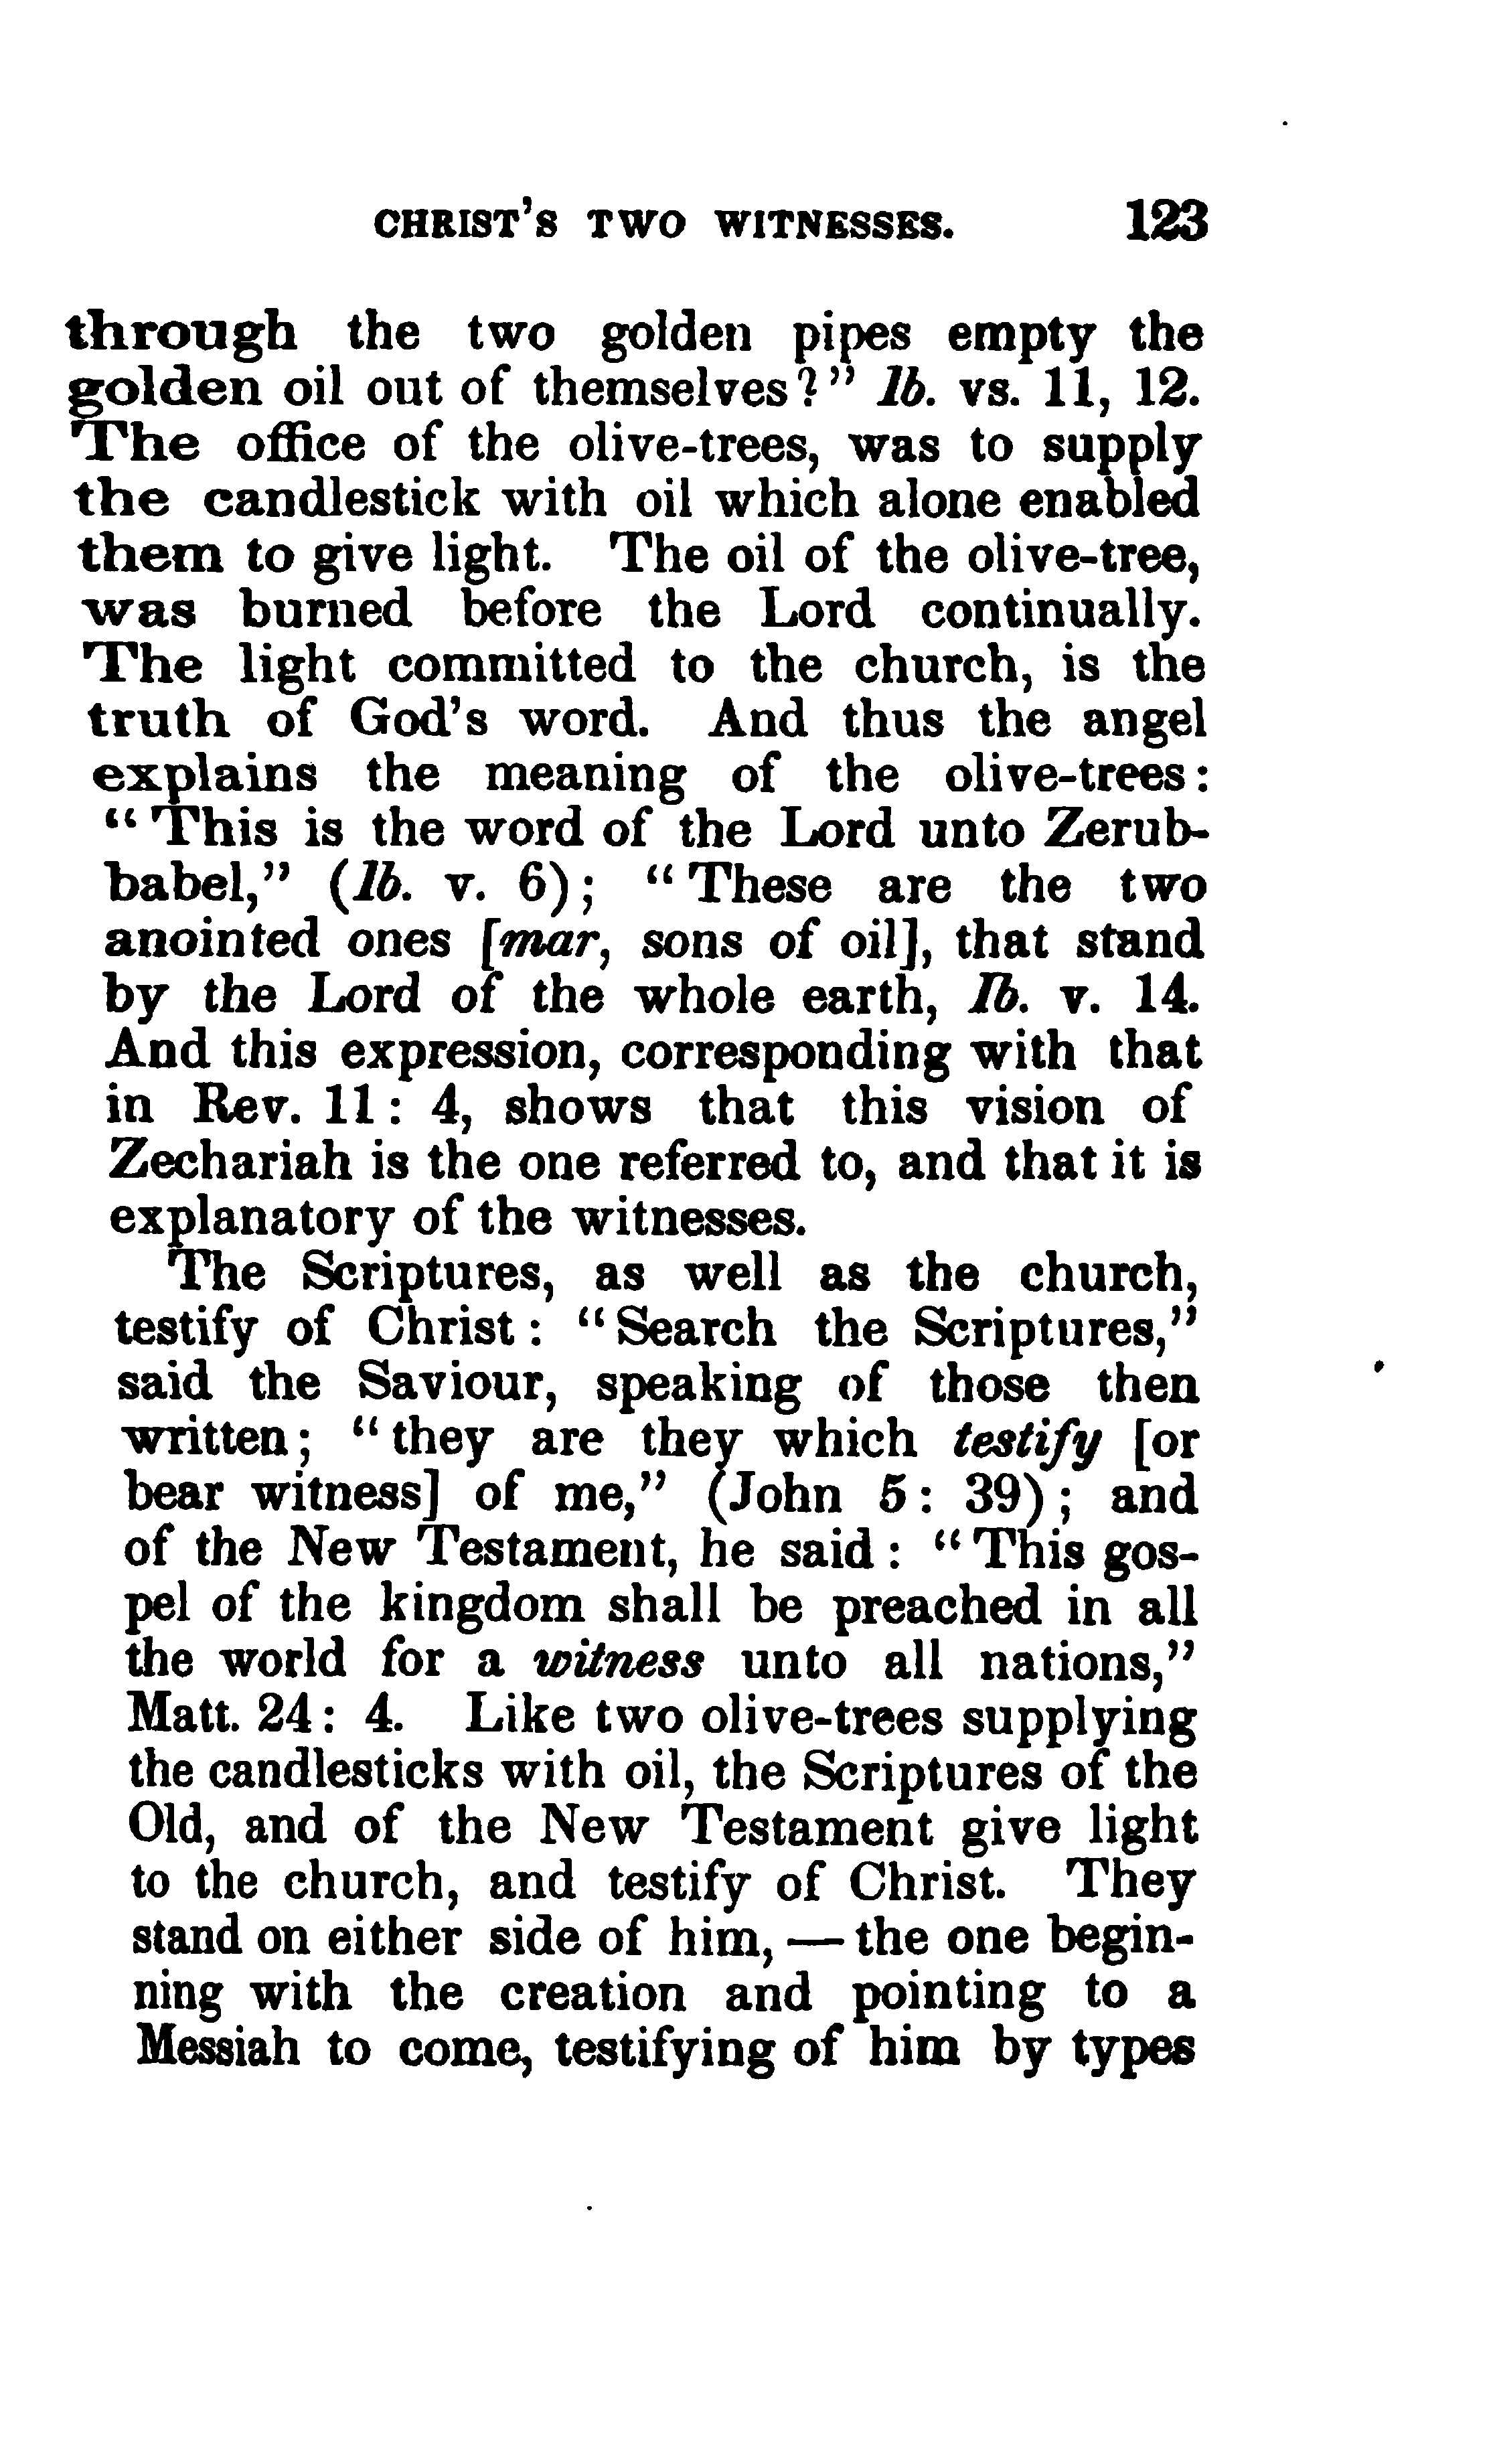 CHRIST'S TWO WITNESSES. 123
through the two golden pipes empty the
golden oil out of themselves?" Ib. vs. 11, 12.
The office of the olive-trees, was to supply
the candlestick with oil which alone enabled
them to give light. The oil of the olive-tree,
was burned before the Lord continually.
The light committed to the church, is the
truth of God's word. And thus the angel
explains the meaning of the olive-trees:
"This is the word of the Lord unto Zerub-
babel," (Ib. v. 6); "These are the two
anointed ones [mar, sons of oil], that stand
by the Lord of the whole earth, Ib. v. 14.
And this expression, corresponding with that
in Rev. 11: 4, shows that this vision of
Zechariah is the one referred to, and that it is
explanatory of the witnesses.
The Scriptures, as well as the church,
testify of Christ: "Search the Scriptures,"
said the Saviour, speaking of those then
written; "they are they which testify [or
bear witness] of me," (John 5: 39); and
of the New Testament, he said: "This gos-
pel of the kingdom shall be preached in all
the world for a witness unto all nations,"
Matt. 24: 4. Like two olive-trees supplying
the candlesticks with oil, the Scriptures of the
Old, and of the New Testament give light
to the church, and testify of Christ. They
stand on either side of him, — the one begin-
ning with the creation and pointing to a
Messiah to come, testifying of him by types